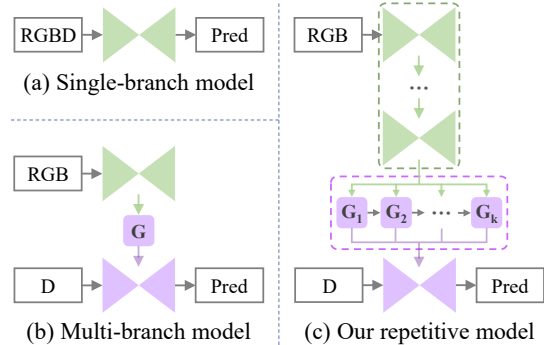 RGBD
Pred
(a) Single-branch model
RGB
G
D
Pred
(b) Multi-branch model
RGB
...
G1 G2 ... Gk
D
Pred
(c) Our repetitive model